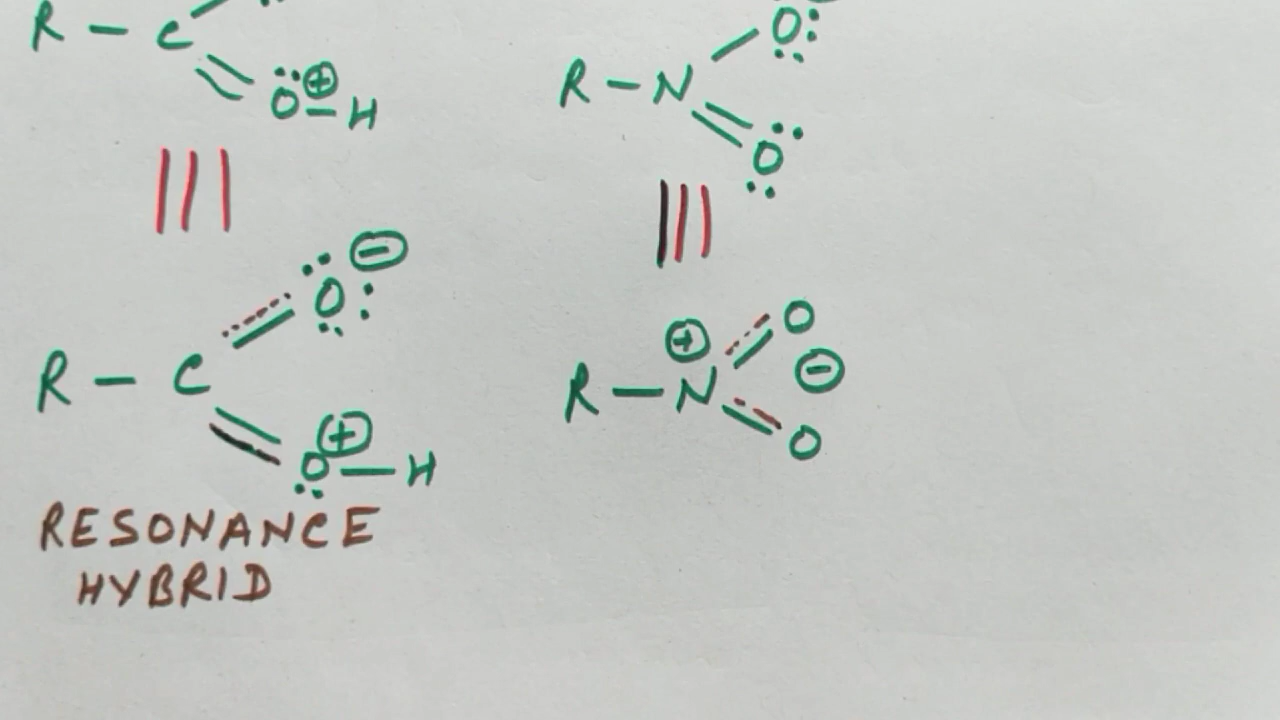 R - C
O ⊕ - H
R - N
O
O
O ⊖
R - C
O ⊕ - H
⊕ O
R - N ⊖
O
RESONANCE
HYBRID